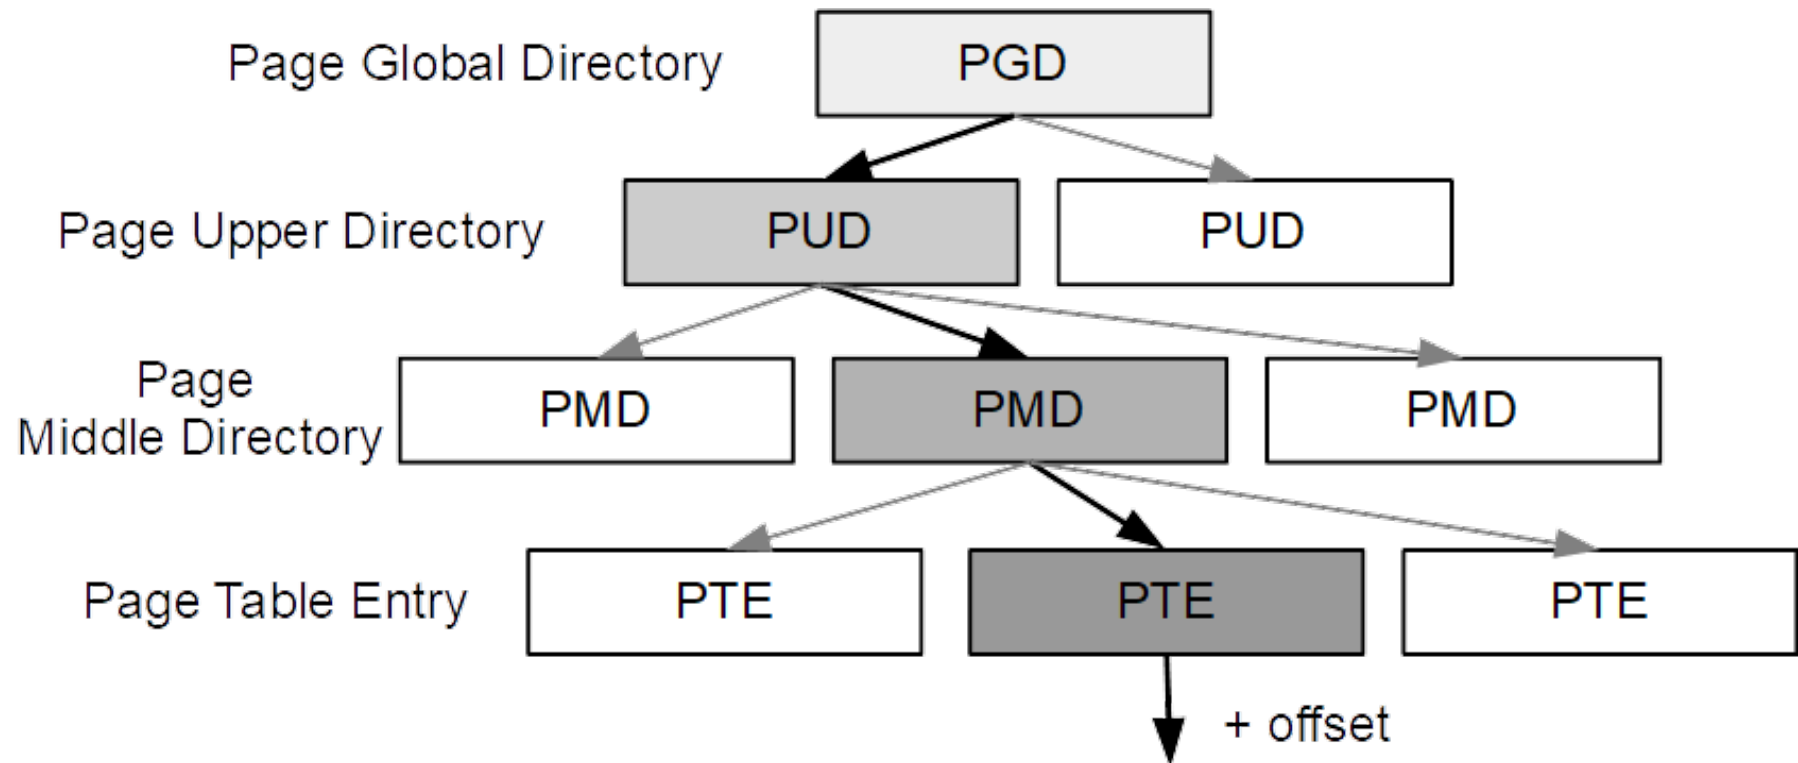 Page Global Directory
PGD
Page Upper Directory
PUD
PUD
Page
Middle Directory
PMD
PMD
PMD
Page Table Entry
PTE
PTE
PTE
+ offset